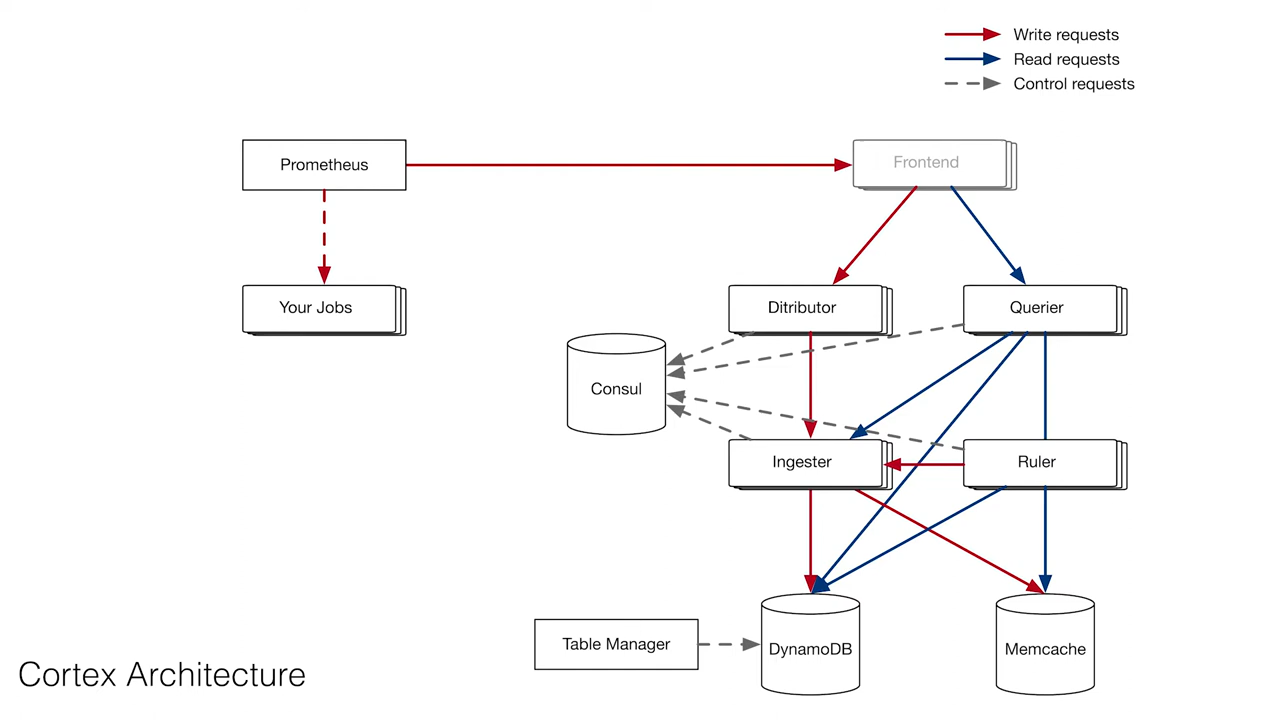 Write requests
Read requests
Control requests
Prometheus
Frontend
Your Jobs
Ditributor
Querier
Consul
Ingester
Ruler
Table Manager
DynamoDB
Memcache
Cortex Architecture